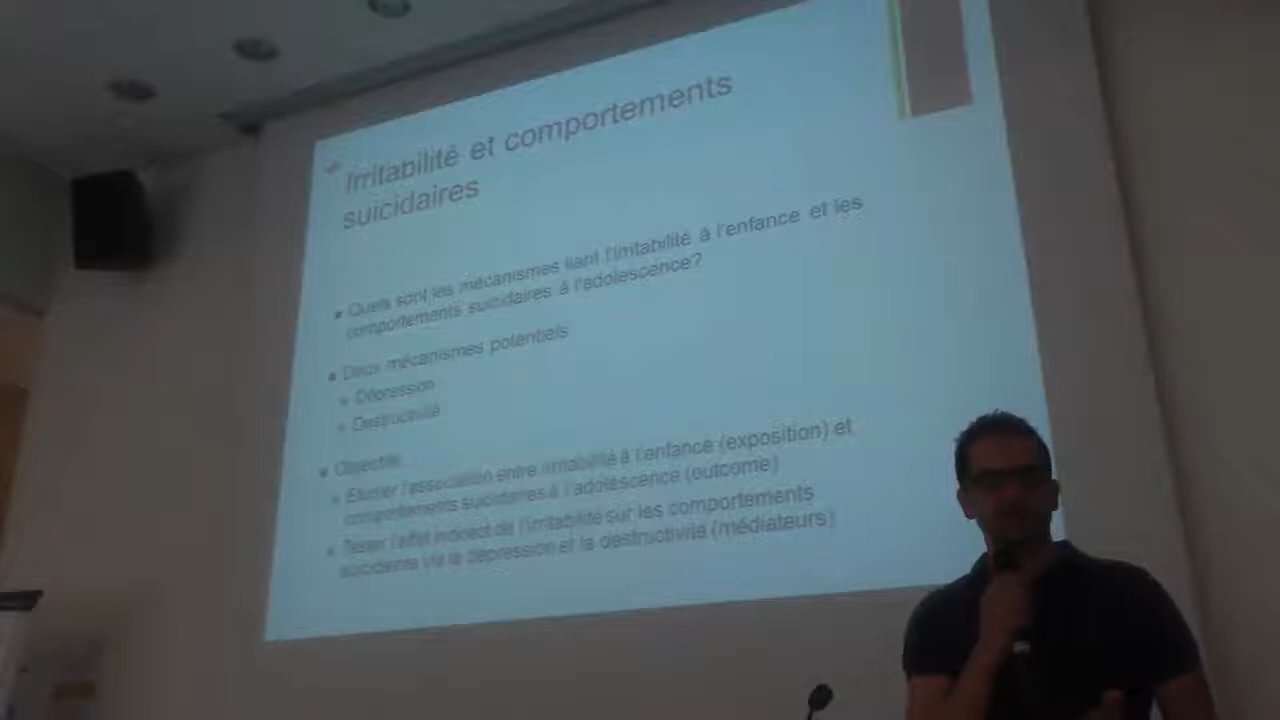 Irritabilité et comportements
suicidaires
Quels sont les mécanismes liant l'irritabilité à l'enfance et les
comportements suicidaires à l'adolescence?
Deux mécanismes potentiels
Dépression
Destructivité
Objectifs
Etudier l'association entre irritabilité à l'enfance (exposition) et
comportements suicidaires à l'adolescence (outcome)
Tester l'effet indirect de l'irritabilité sur les comportements
suicidaire via la dépression et la destructivité (médiateurs)